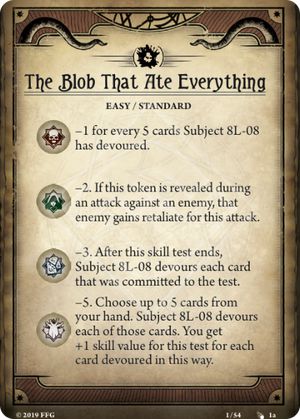 The Blob That Ate Everything
EASY / STANDARD
–1 for every 5 cards Subject 8L-08
has devoured.
–2. If this token is revealed during
an attack against an enemy, that
enemy gains retaliate for this attack.
–3. After this skill test ends,
Subject 8L-08 devours each card
that was committed to the test.
–5. Choose up to 5 cards from
your hand. Subject 8L-08 devours
each of those cards. You get
+1 skill value for this test for each
card devoured in this way.
© 2019 FFG 1/54 1a